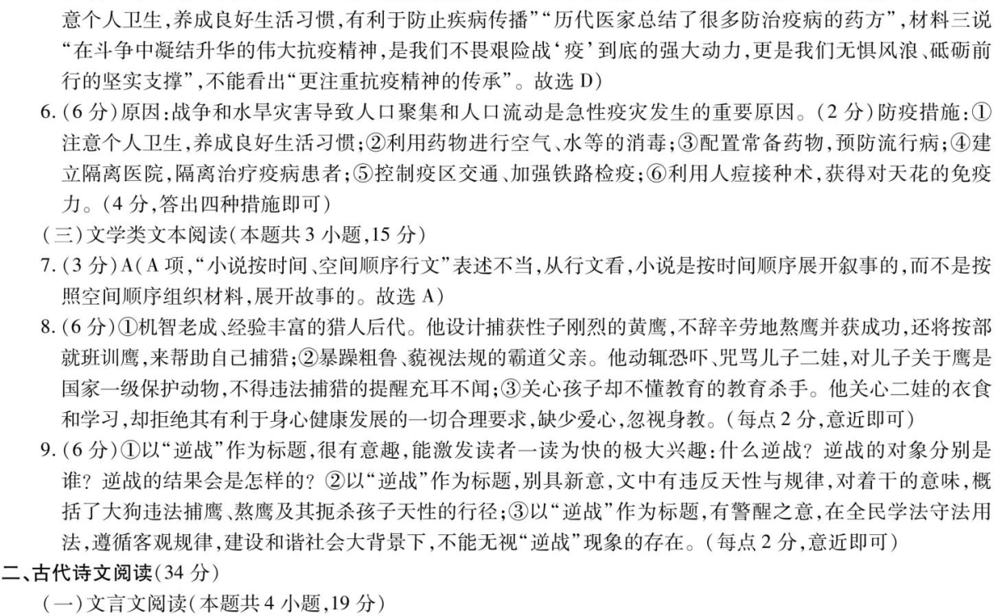 意个人卫生,养成良好生活习惯,有利于防止疾病传播”“历代医家总结了很多防治疫病的药方”,材料三说
“在斗争中凝结升华的伟大抗疫精神,是我们不畏艰险战‘疫’到底的强大动力,更是我们无惧风浪、砥砺前
行的坚实支撑”,不能看出“更注重抗疫精神的传承”。故选 D)
6. (6 分)原因:战争和水旱灾害导致人口聚集和人口流动是急性疫灾发生的重要原因。(2 分)防疫措施:①
注意个人卫生,养成良好生活习惯;②利用药物进行空气、水等的消毒;③配置常备药物,预防流行病;④建
立隔离医院,隔离治疗疫病患者;⑤控制疫区交通、加强铁路检疫;⑥利用人痘接种术,获得对天花的免疫
力。(4 分,答出四种措施即可)
(三)文学类文本阅读(本题共 3 小题,15 分)
7. (3 分)A(A 项,“小说按时间、空间顺序行文”表述不当,从行文看,小说是按时间顺序展开叙事的,而不是按
照空间顺序组织材料,展开故事的。故选 A)
8. (6 分)①机智老成、经验丰富的猎人后代。他设计捕获性子刚烈的黄鹰,不辞辛劳地熬鹰并获成功,还将按部
就班训鹰,来帮助自己捕猎;②暴躁粗鲁、藐视法规的霸道父亲。他动辄恐吓、咒骂儿子二娃,对儿子关于鹰是
国家一级保护动物,不得违法捕猎的提醒充耳不闻;③关心孩子却不懂教育的教育杀手。他关心二娃的衣食
和学习,却拒绝其有利于身心健康发展的一切合理要求,缺少爱心,忽视身教。(每点 2 分,意近即可)
9. (6 分)①以“逆战”作为标题,很有意趣,能激发读者一读为快的极大兴趣:什么逆战？逆战的对象分别是
谁？逆战的结果会是怎样的？②以“逆战”作为标题,别具新意,文中有违反天性与规律,对着干的意味,概
括了大狗违法捕鹰、熬鹰及其扼杀孩子天性的行径;③以“逆战”作为标题,有警醒之意,在全民学法守法用
法,遵循客观规律,建设和谐社会大背景下,不能无视“逆战”现象的存在。(每点 2 分,意近即可)
二、古代诗文阅读(34 分)
(一)文言文阅读(本题共 4 小题,19 分)